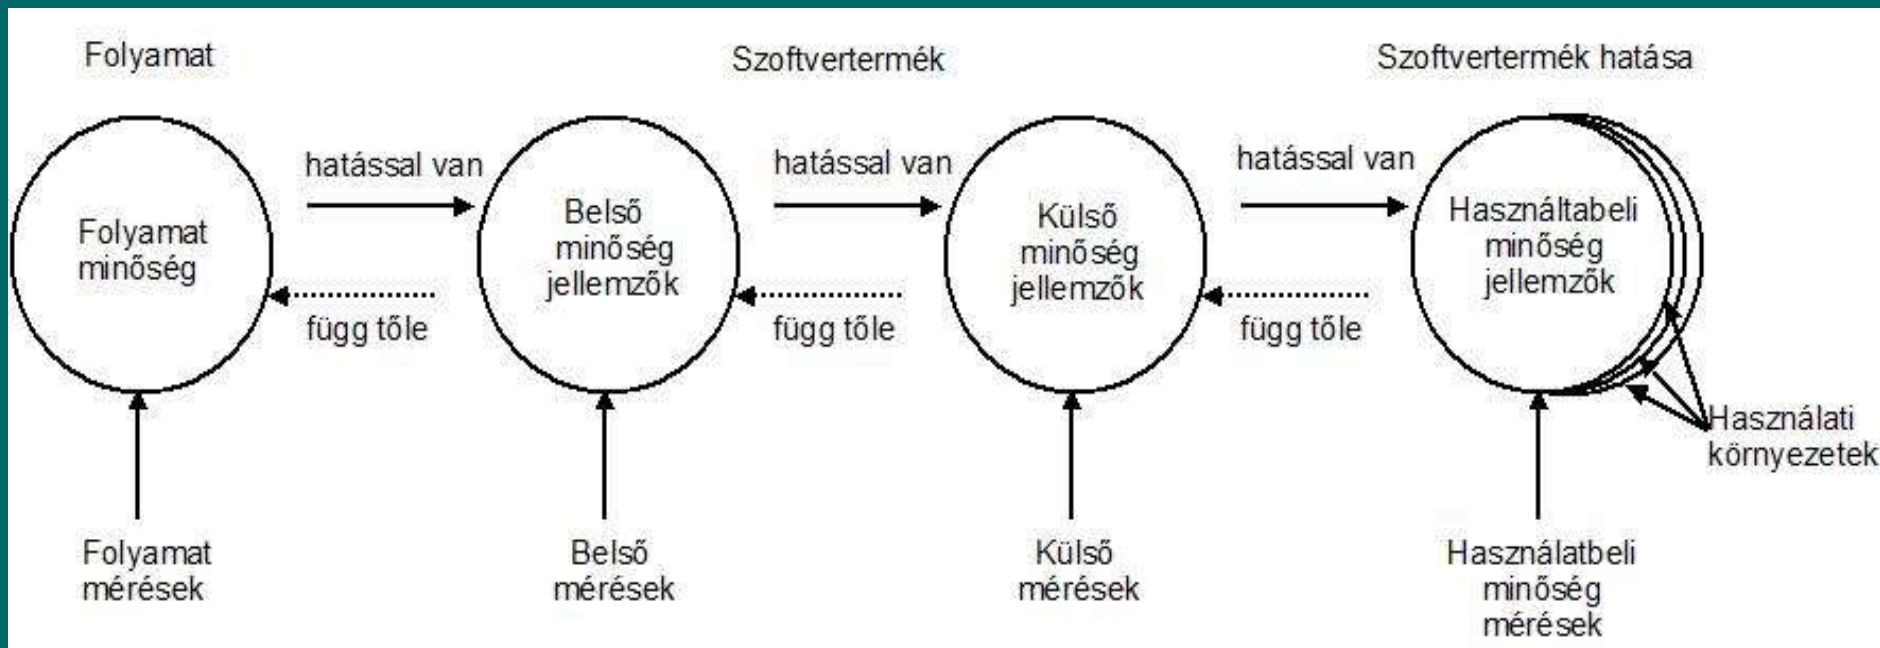 Folyamat
Szoftvertermék
Szoftvertermék hatása
hatással van
hatással van
hatással van
Folyamat
minőség
Belső
minőség
jellemzők
Külső
minőség
jellemzők
Használtabeli
minőség
jellemzők
függ tőle
függ tőle
függ tőle
Használati
környezetek
Folyamat
mérések
Belső
mérések
Külső
mérések
Használatbeli
minőség
mérések